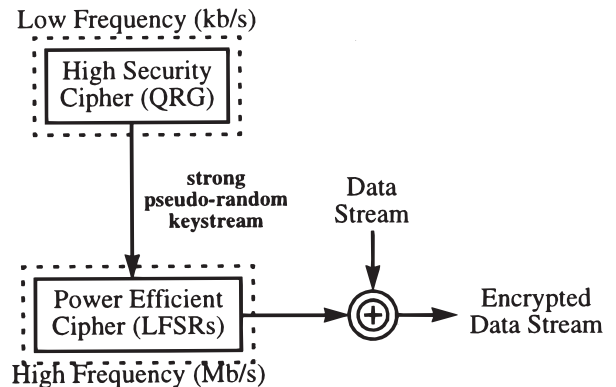 Low Frequency (kb/s)
High Security
Cipher (QRG)
strong
pseudo-random
keystream
Data
Stream
Power Efficient
Cipher (LFSRs)
Encrypted
Data Stream
High Frequency (Mb/s)